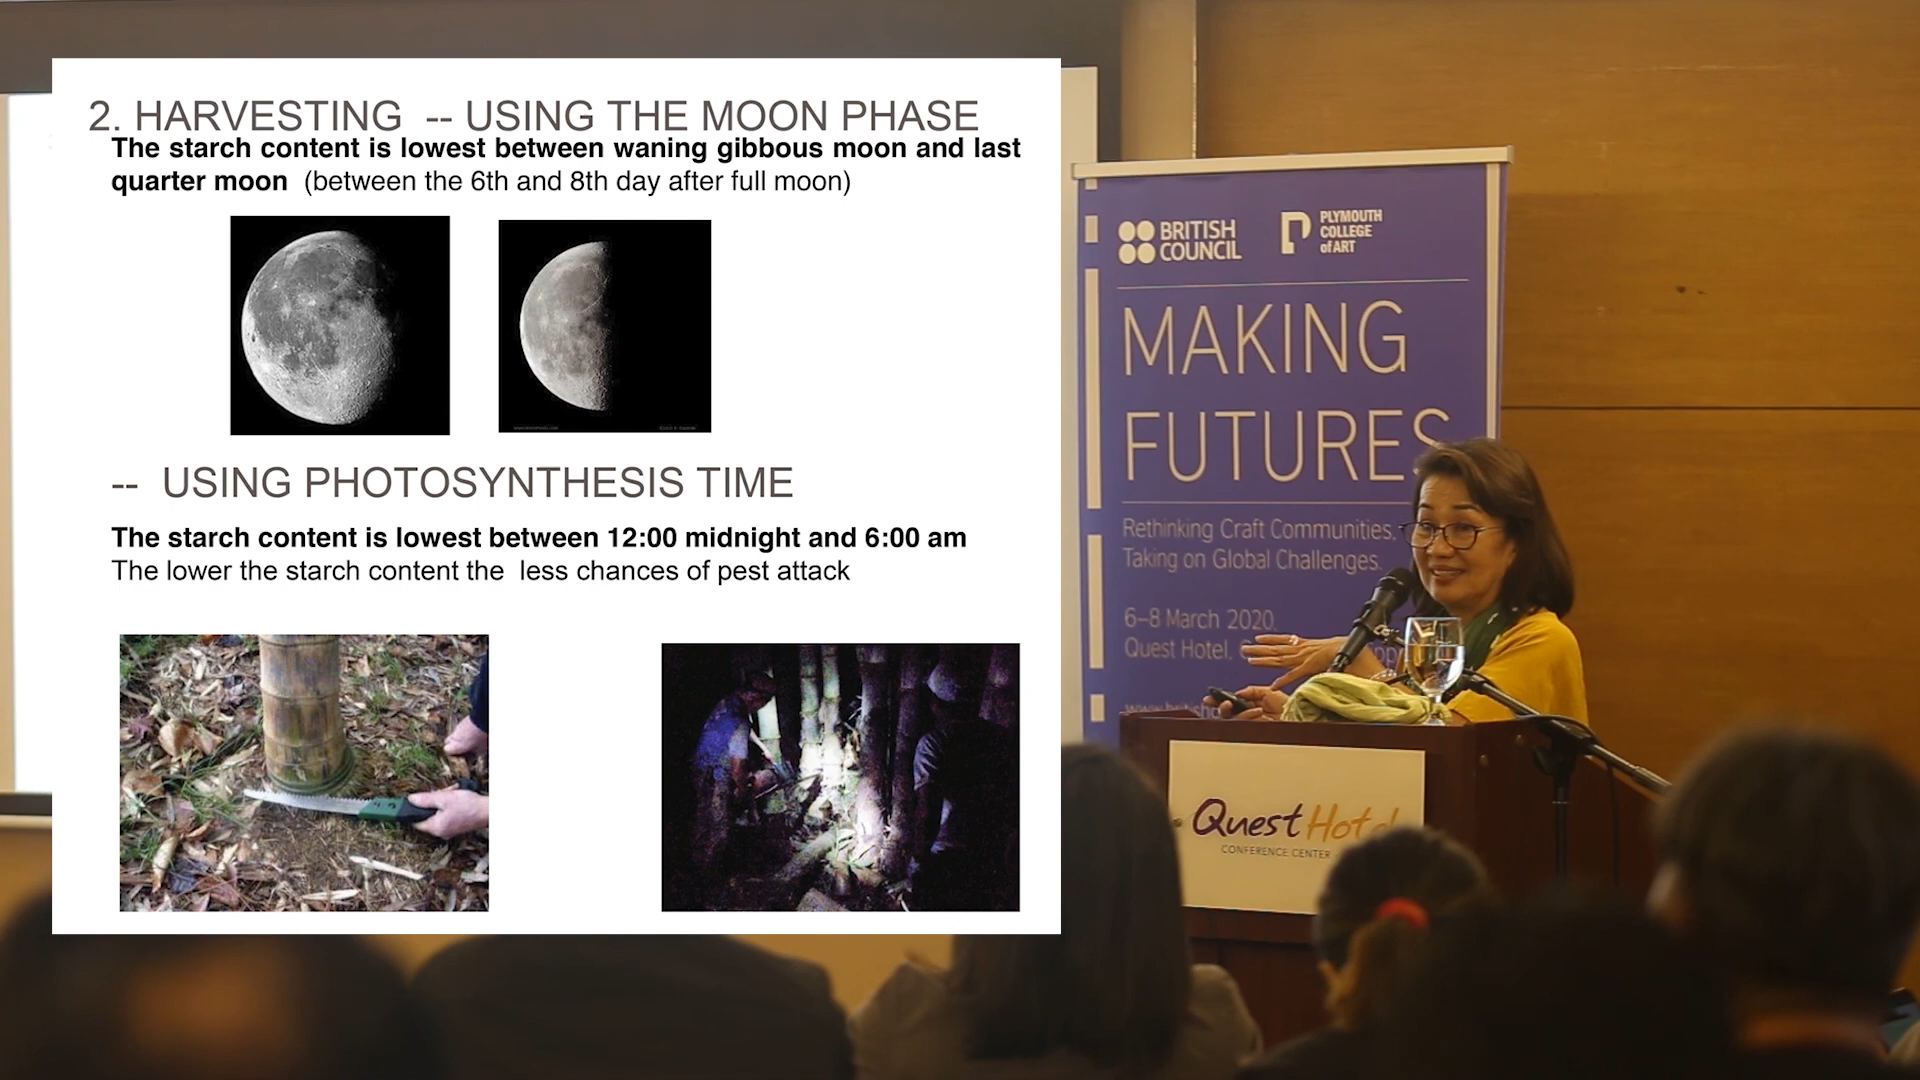 2. HARVESTING -- USING THE MOON PHASE
The starch content is lowest between waning gibbous moon and last
quarter moon (between the 6th and 8th day after full moon)
-- USING PHOTOSYNTHESIS TIME
The starch content is lowest between 12:00 midnight and 6:00 am
The lower the starch content the less chances of pest attack
BRITISH
COUNCIL
PLYMOUTH
COLLEGE
of ART
MAKING
FUTURES
Rethinking Craft Communities,
Taking on Global Challenges.
6–8 March 2020,
Quest Hotel,
Quest Hotel
CONFERENCE CENTER